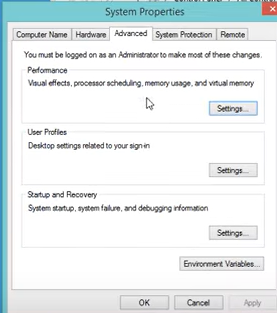 System Properties
Computer Name Hardware Advanced System Protection Remote
You must be logged on as an Administrator to make most of these changes.
Performance
Visual effects, processor scheduling, memory usage, and virtual memory
Settings...
User Profiles
Desktop settings related to your sign-in
Settings...
Startup and Recovery
System startup, system failure, and debugging information
Settings...
Environment Variables...
OK Cancel Apply